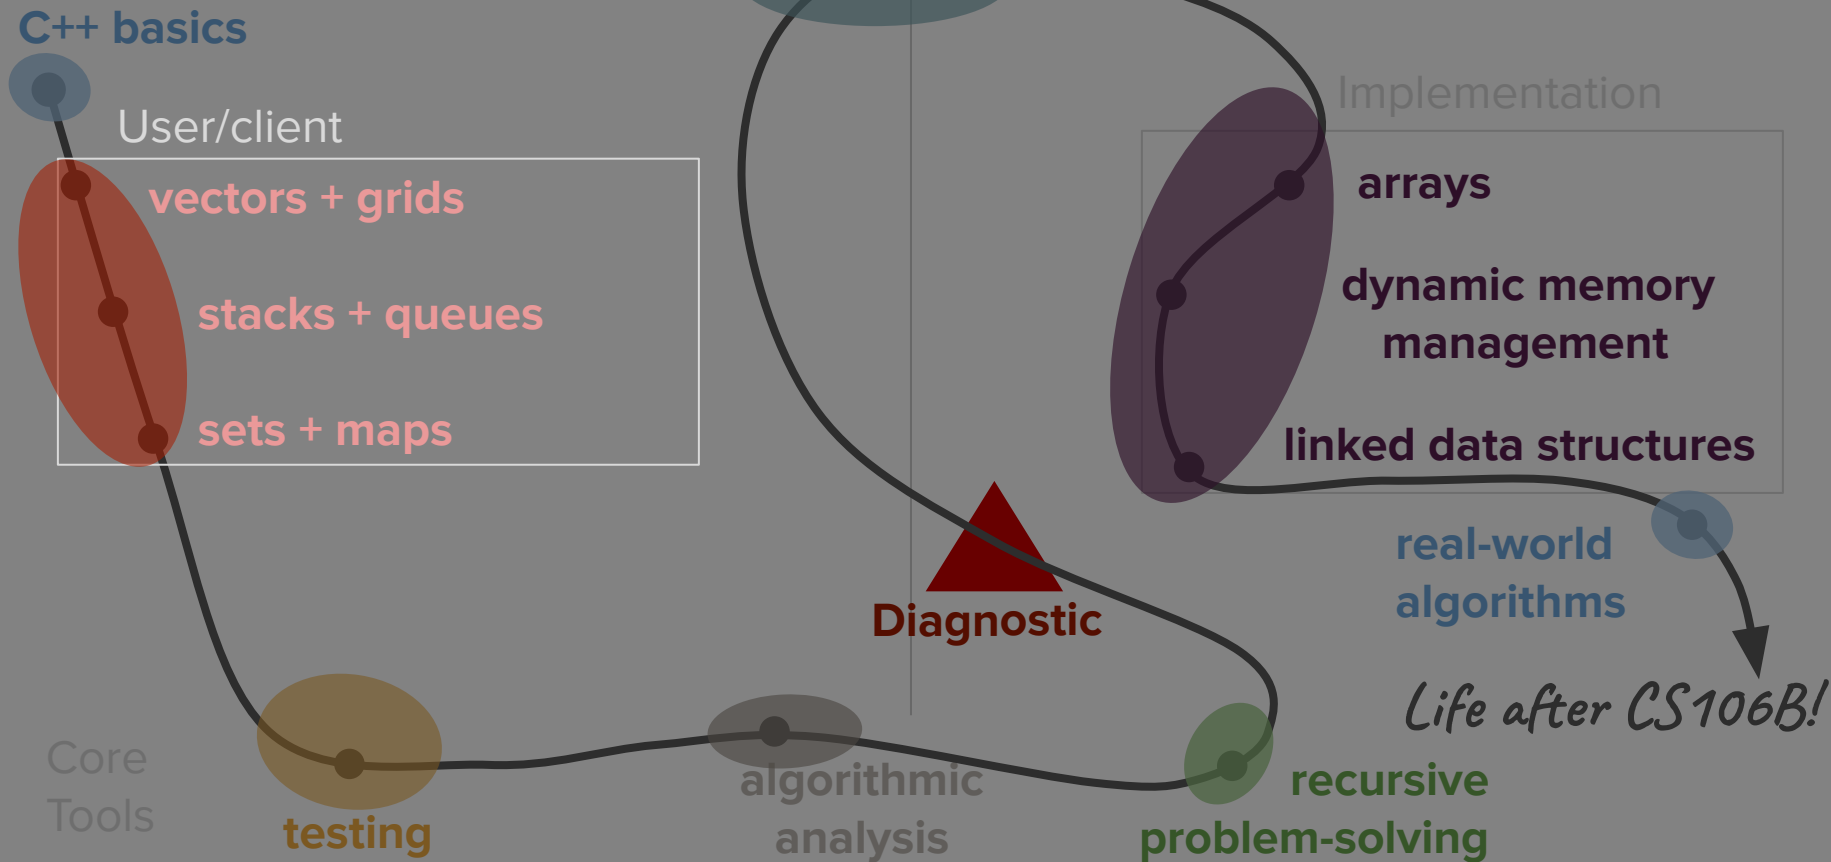 C++ basics
User/client
vectors + grids
stacks + queues
sets + maps
Core
Tools
testing
algorithmic
analysis
recursive
problem-solving
Diagnostic
Implementation
arrays
dynamic memory
management
linked data structures
real-world
algorithms
Life after CS106B!